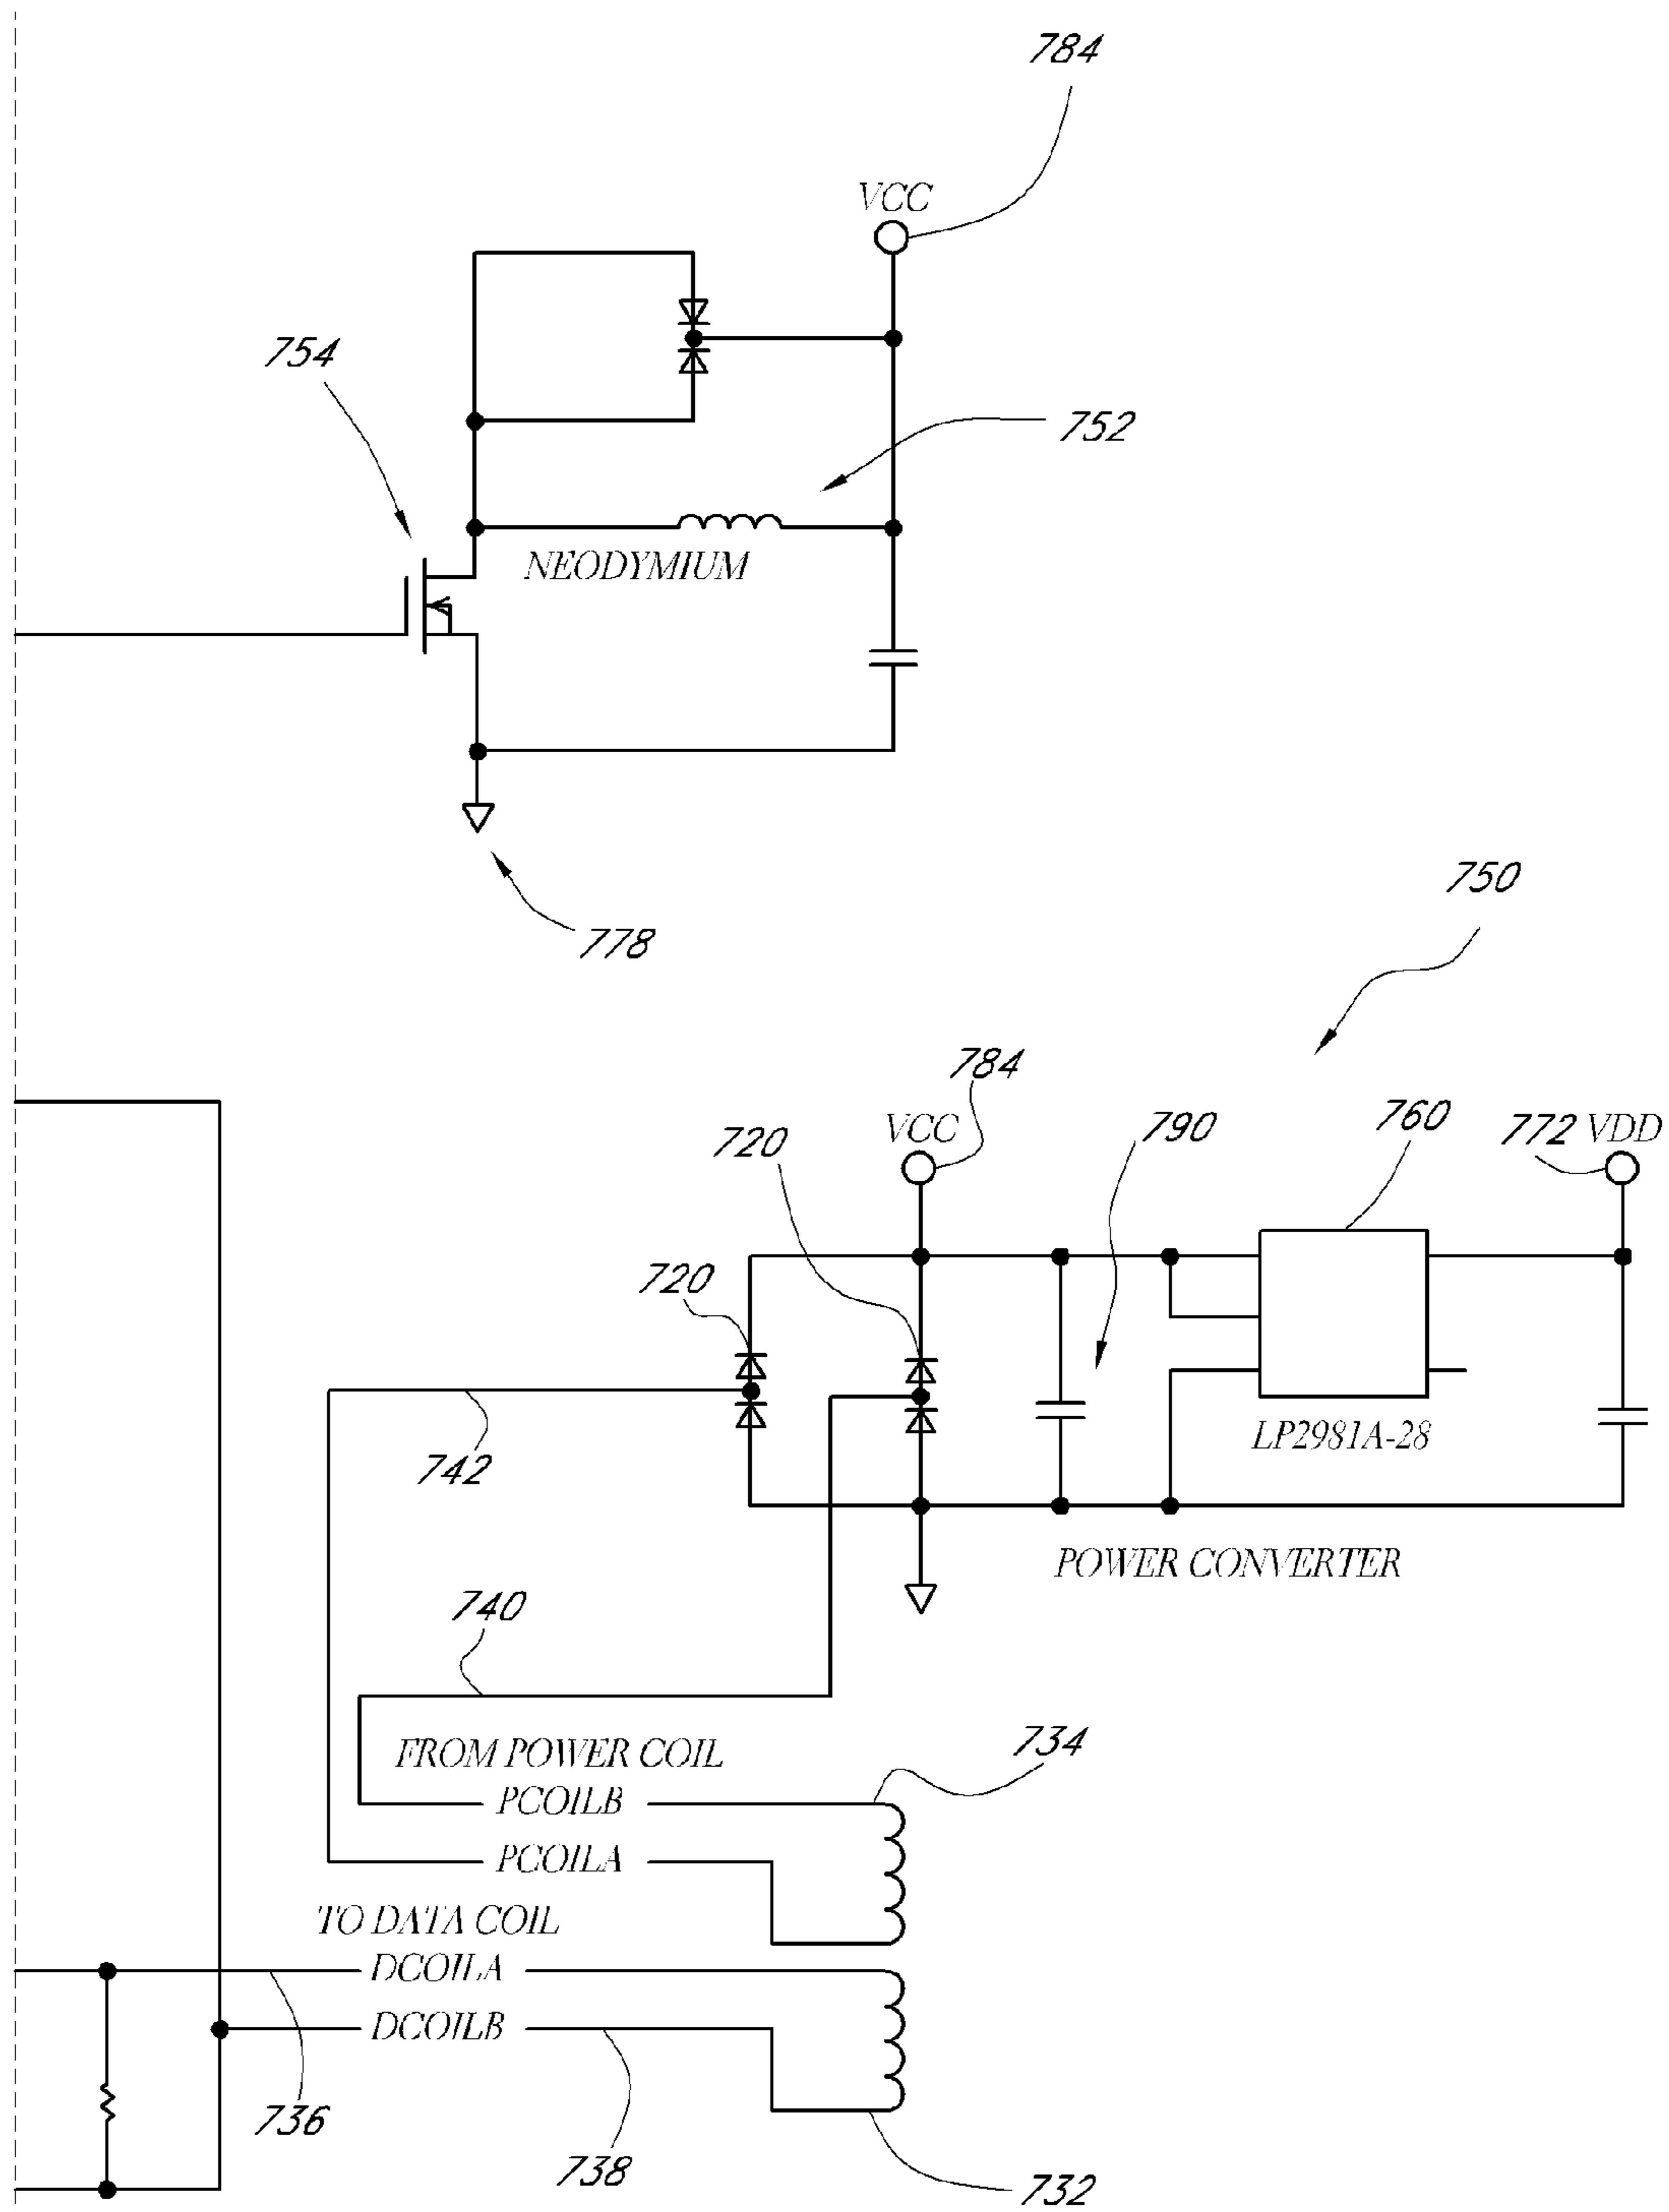 784
VCC
754
752
NEODYMIUM
778
750
784
VCC
720
790
760
772 VDD
720
742
LP2981A-28
POWER CONVERTER
740
FROM POWER COIL
734
PCOILB
PCOILA
TO DATA COIL
DCOILA
DCOILB
736
738
732